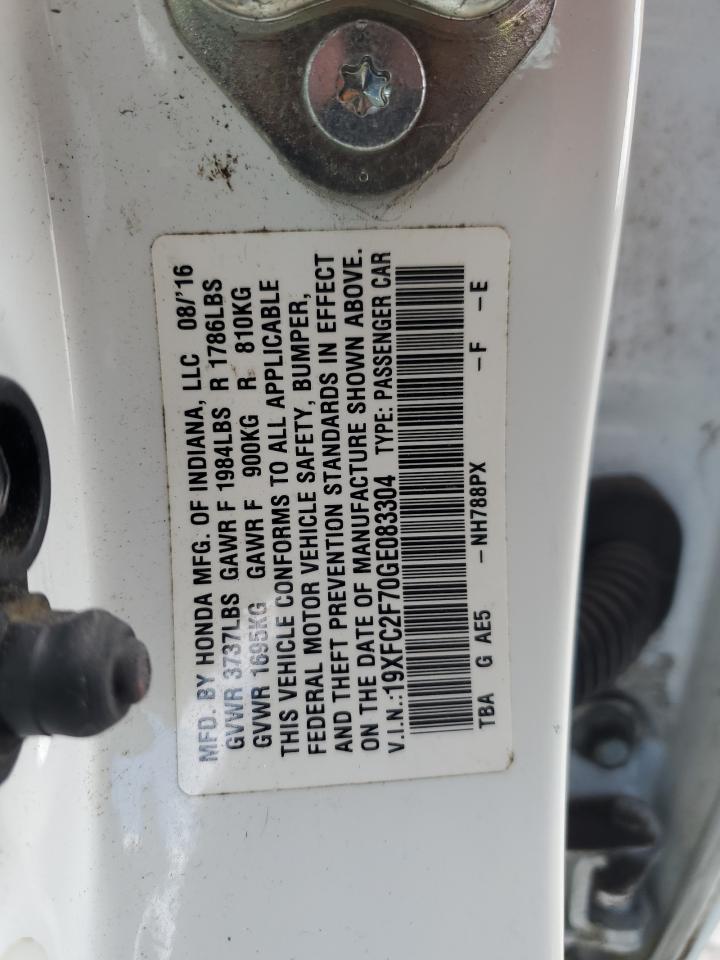 MFD. BY HONDA MFG. OF INDIANA, LLC 08/'16
GVWR 3737LBS GAWR F 1984LBS R 1786LBS
GVWR 1695KG GAWR F 900KG R 810KG
THIS VEHICLE CONFORMS TO ALL APPLICABLE
FEDERAL MOTOR VEHICLE SAFETY, BUMPER,
AND THEFT PREVENTION STANDARDS IN EFFECT
ON THE DATE OF MANUFACTURE SHOWN ABOVE.
V.I.N.:19XFC2F70GE083304 TYPE: PASSENGER CAR
TBA G AE5 -NH788PX -F -E